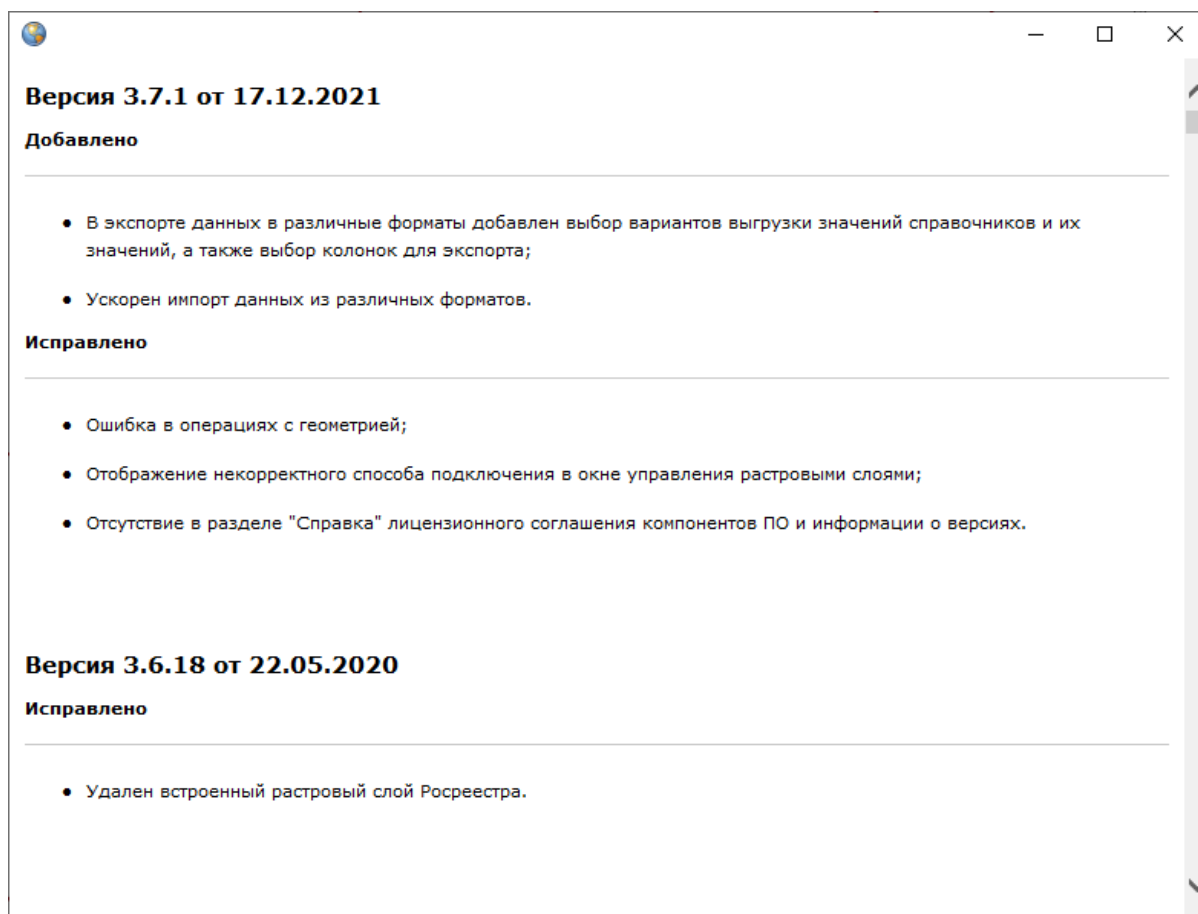 Версия 3.7.1 от 17.12.2021
Добавлено
● В экспорте данных в различные форматы добавлен выбор вариантов выгрузки значений справочников и их
значений, а также выбор колонок для экспорта;
● Ускорен импорт данных из различных форматов.
Исправлено
● Ошибка в операциях с геометрией;
● Отображение некорректного способа подключения в окне управления растровыми слоями;
● Отсутствие в разделе "Справка" лицензионного соглашения компонентов ПО и информации о версиях.
Версия 3.6.18 от 22.05.2020
Исправлено
● Удален встроенный растровый слой Росреестра.